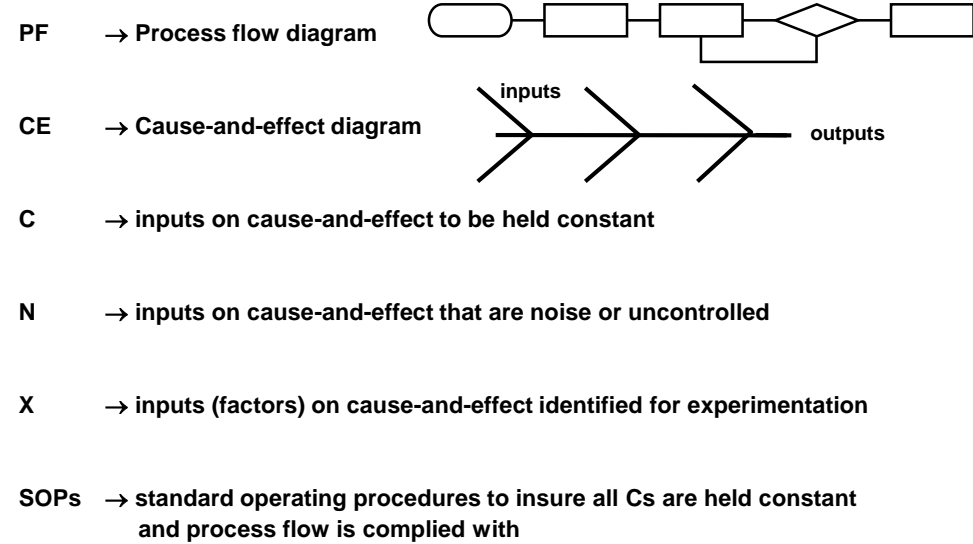 PF → Process flow diagram
CE → Cause-and-effect diagram
inputs
outputs
C → inputs on cause-and-effect to be held constant
N → inputs on cause-and-effect that are noise or uncontrolled
X → inputs (factors) on cause-and-effect identified for experimentation
SOPs → standard operating procedures to insure all Cs are held constant
and process flow is complied with